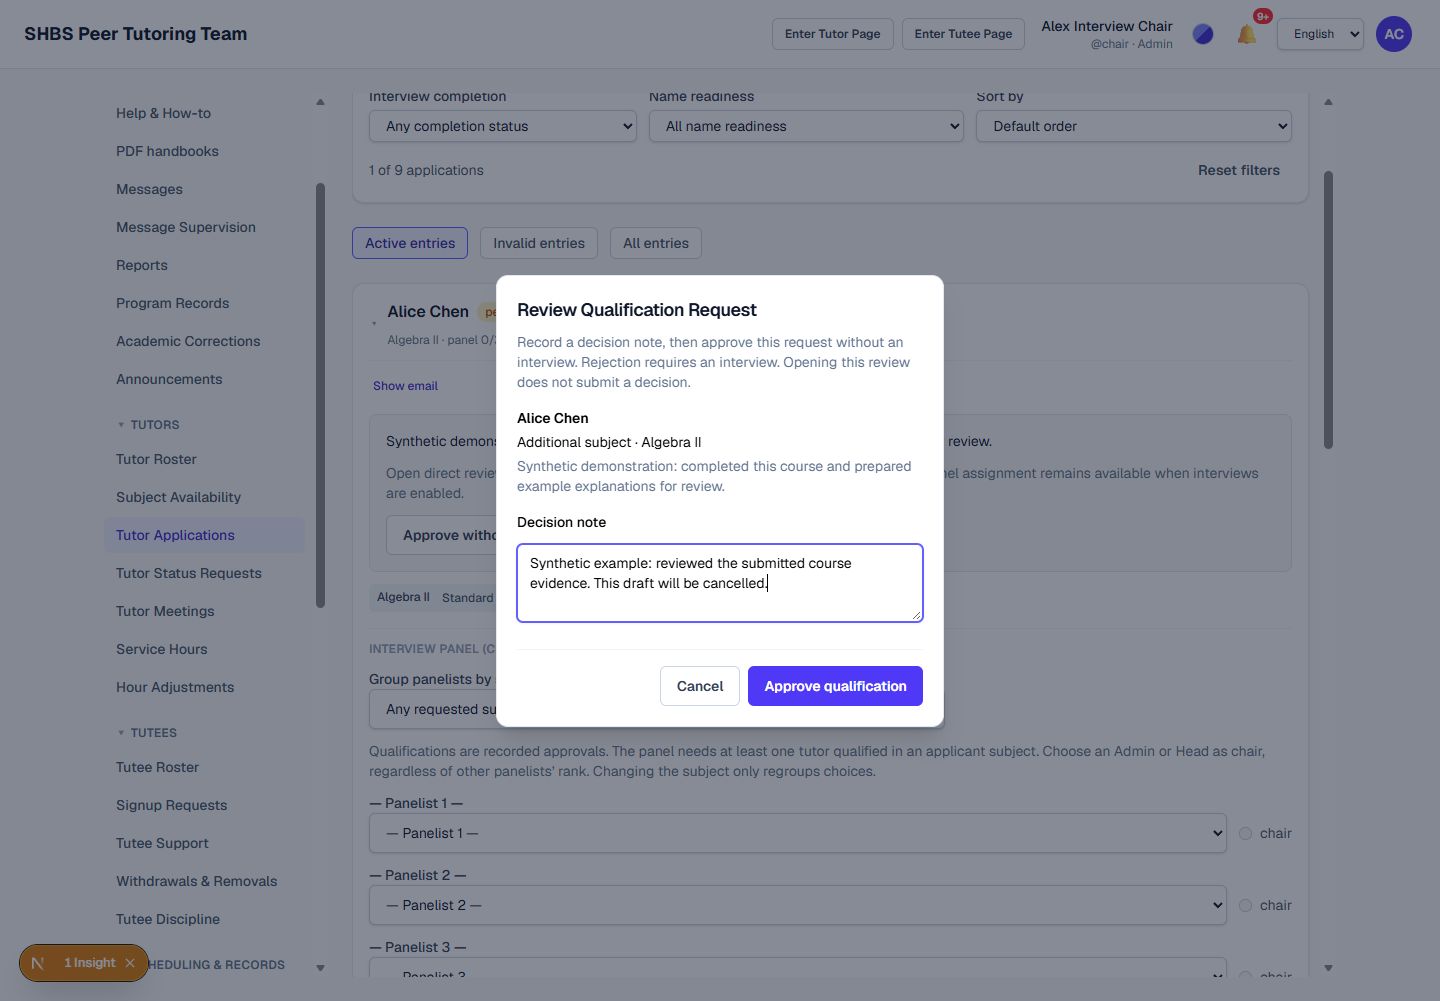 SHBS Peer Tutoring Team
Enter Tutor Page
Enter Tutee Page
Alex Interview Chair
@chair · Admin
9+
English
AC
Help & How-to
PDF handbooks
Messages
Message Supervision
Reports
Program Records
Academic Corrections
Announcements
TUTORS
Tutor Roster
Subject Availability
Tutor Applications
Tutor Status Requests
Tutor Meetings
Service Hours
Hour Adjustments
TUTEES
Tutee Roster
Signup Requests
Tutee Support
Withdrawals & Removals
Tutee Discipline
HEDULING & RECORDS
N
1 Insight
Interview completion
Name readiness
Sort by
Any completion status
All name readiness
Default order
1 of 9 applications
Reset filters
Active entries
Invalid entries
All entries
Alice Chen
pe
Algebra II · panel 0/3
Show email
Synthetic demons
review.
Open direct revie
nel assignment remains available when interviews
are enabled.
Approve witho
Algebra II
Standard
INTERVIEW PANEL (C
Group panelists by
Any requested su
Qualifications are recorded approvals. The panel needs at least one tutor qualified in an applicant subject. Choose an Admin or Head as chair,
regardless of other panelists' rank. Changing the subject only regroups choices.
— Panelist 1 —
— Panelist 1 —
chair
— Panelist 2 —
— Panelist 2 —
chair
— Panelist 3 —
— Panelist 3 —
chair
Review Qualification Request
Record a decision note, then approve this request without an
interview. Rejection requires an interview. Opening this review
does not submit a decision.
Alice Chen
Additional subject · Algebra II
Synthetic demonstration: completed this course and prepared
example explanations for review.
Decision note
Synthetic example: reviewed the submitted course
evidence. This draft will be cancelled.
Cancel
Approve qualification